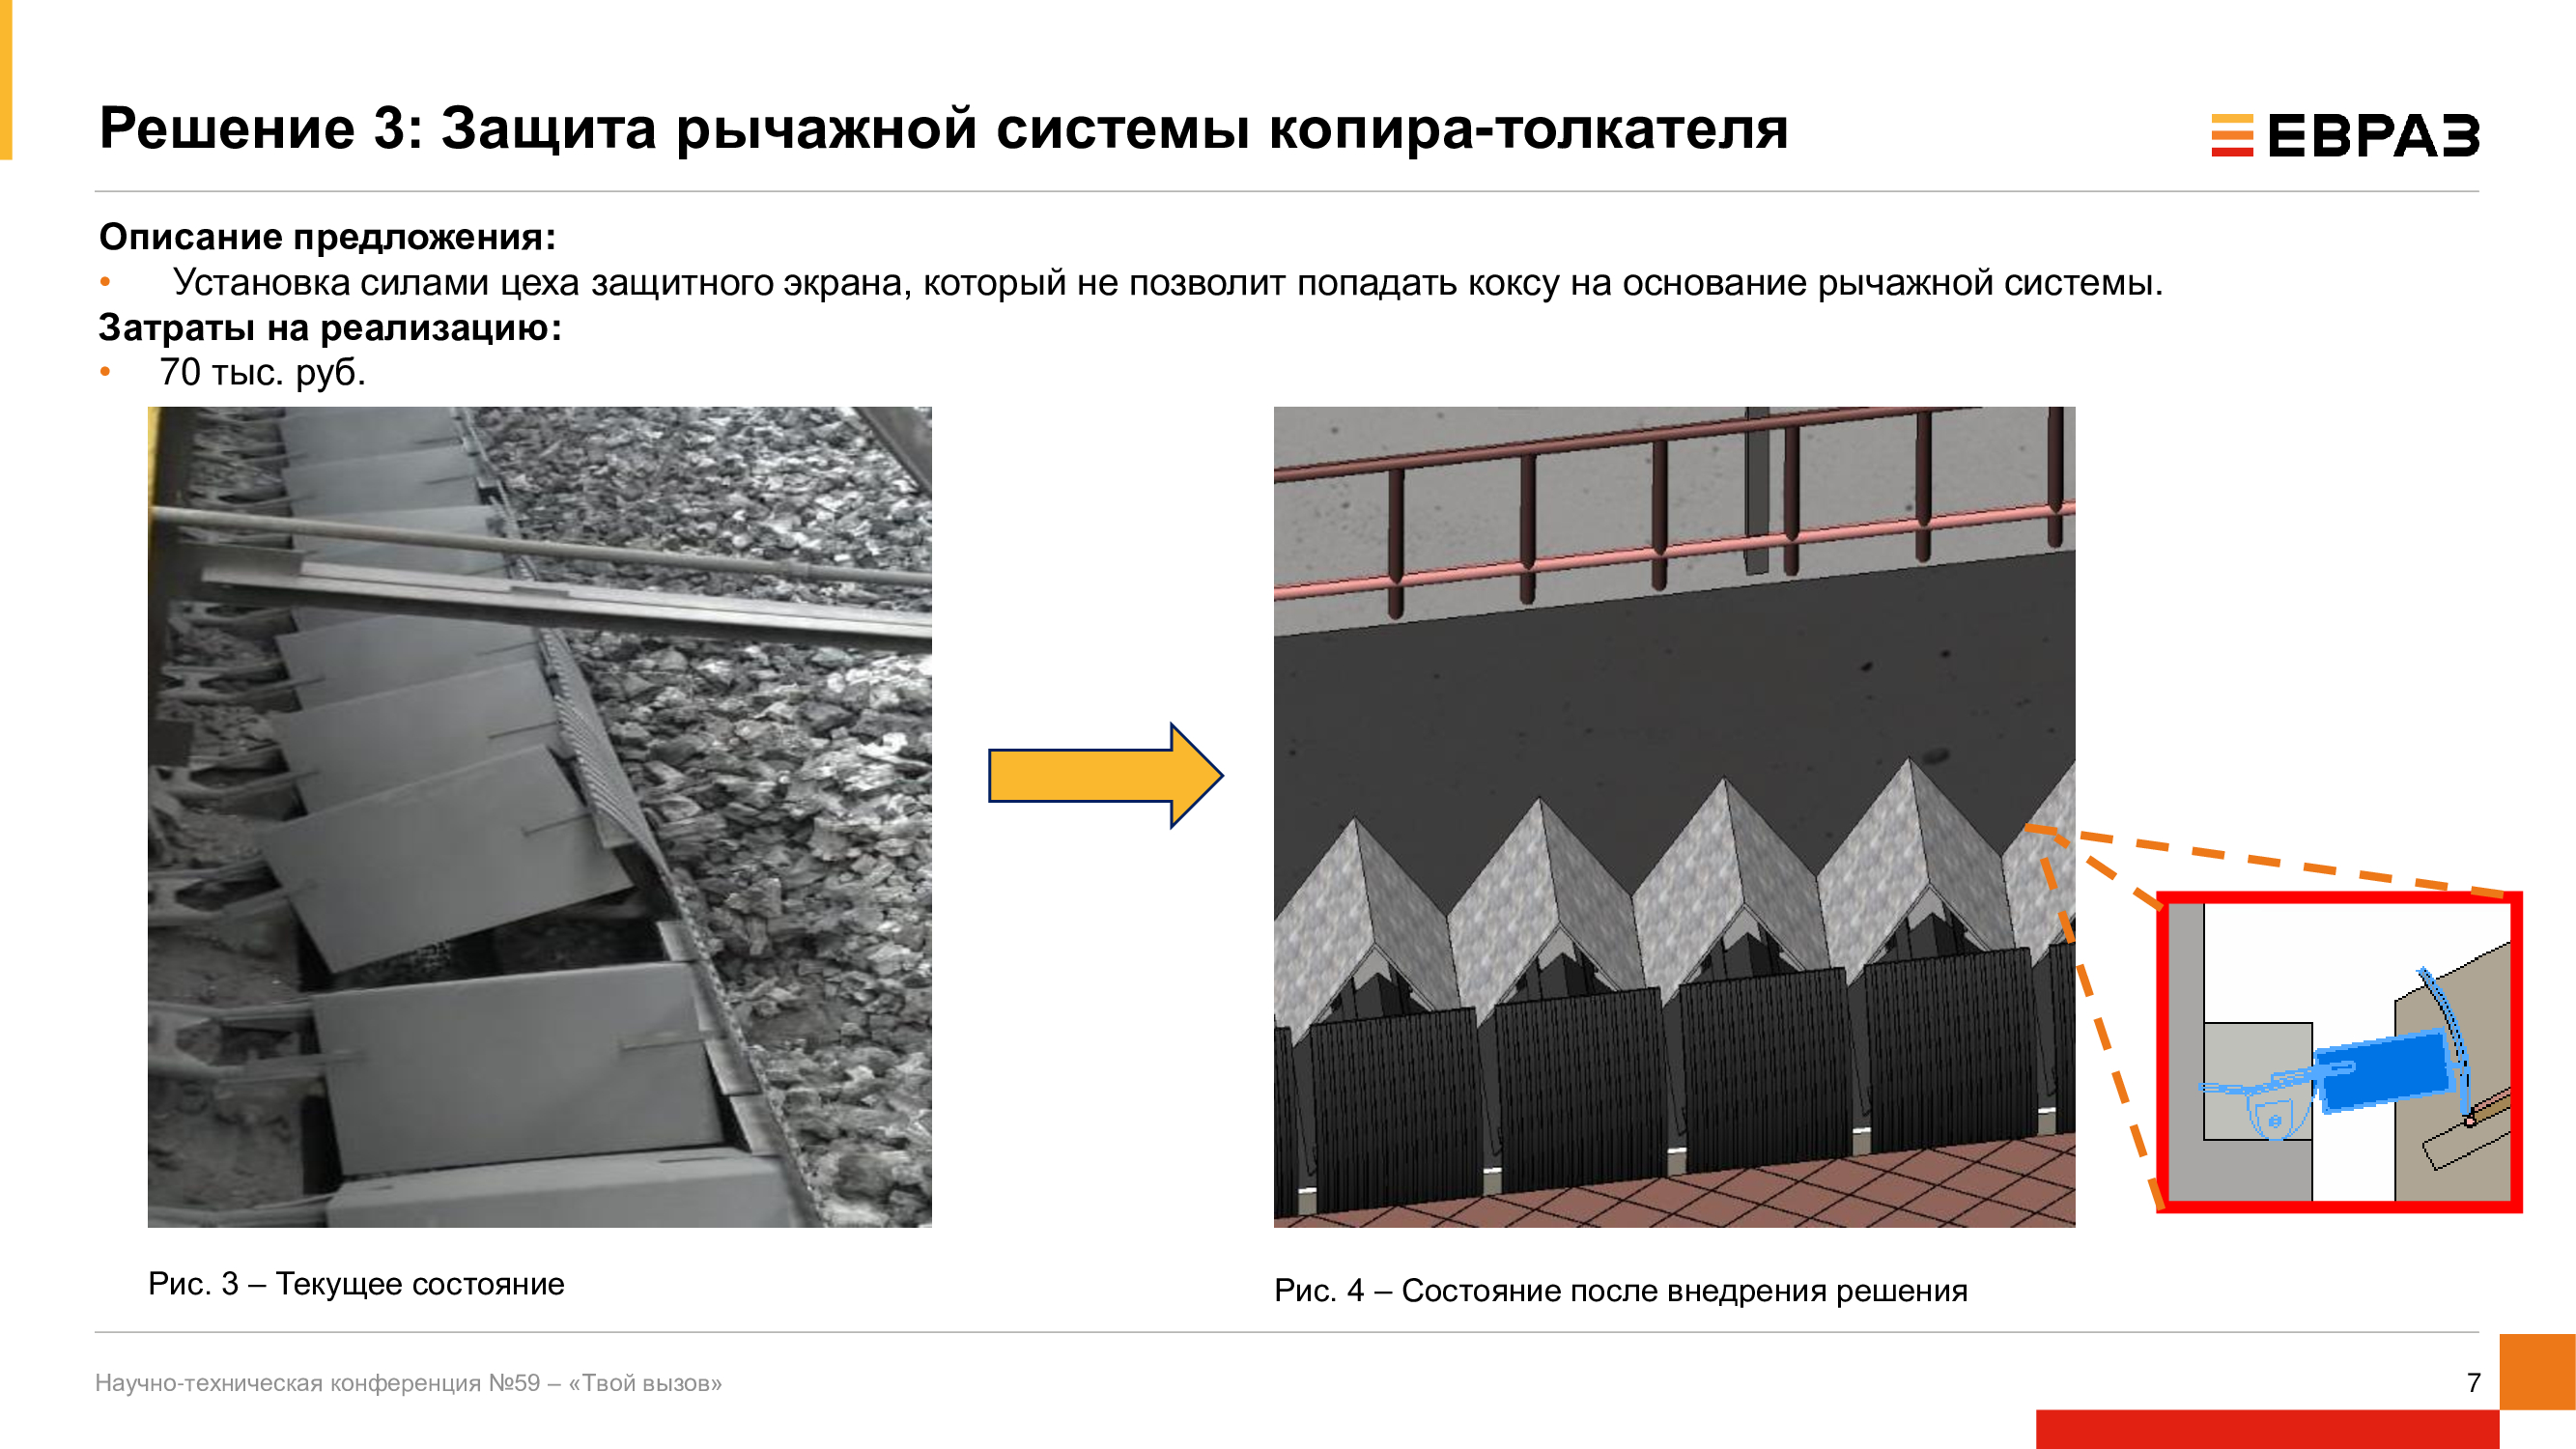 Решение 3: Защита рычажной системы копира-толкателя
ЕВРАЗ
Описание предложения:
• Установка силами цеха защитного экрана, который не позволит попадать коксу на основание рычажной системы.
Затраты на реализацию:
• 70 тыс. руб.
Рис. 3 – Текущее состояние
Рис. 4 – Состояние после внедрения решения
Научно-техническая конференция №59 – «Твой вызов»
7